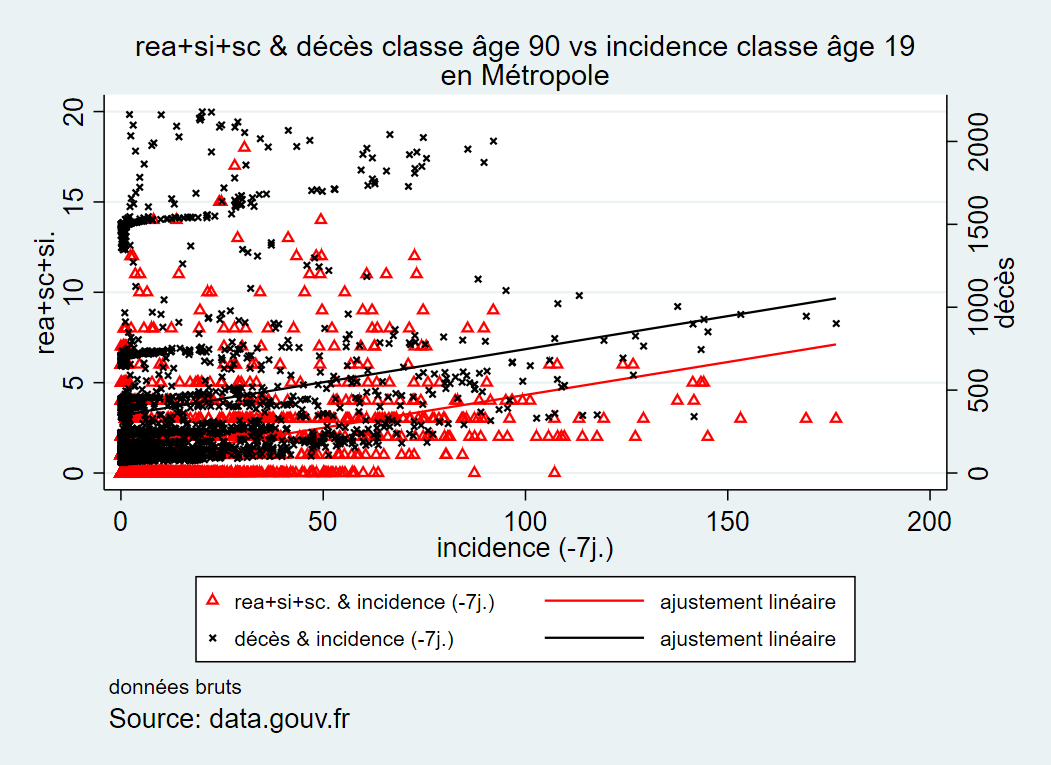 rea+si+sc & décès classe âge 90 vs incidence classe âge 19
en Métropole
rea+sc+si.
20
15
10
5
0
2000
1500
1000
500
0
décès
0 50 100 150 200
incidence (-7j.)
rea+si+sc. & incidence (-7j.) ajustement linéaire
décès & incidence (-7j.) ajustement linéaire
données bruts
Source: data.gouv.fr